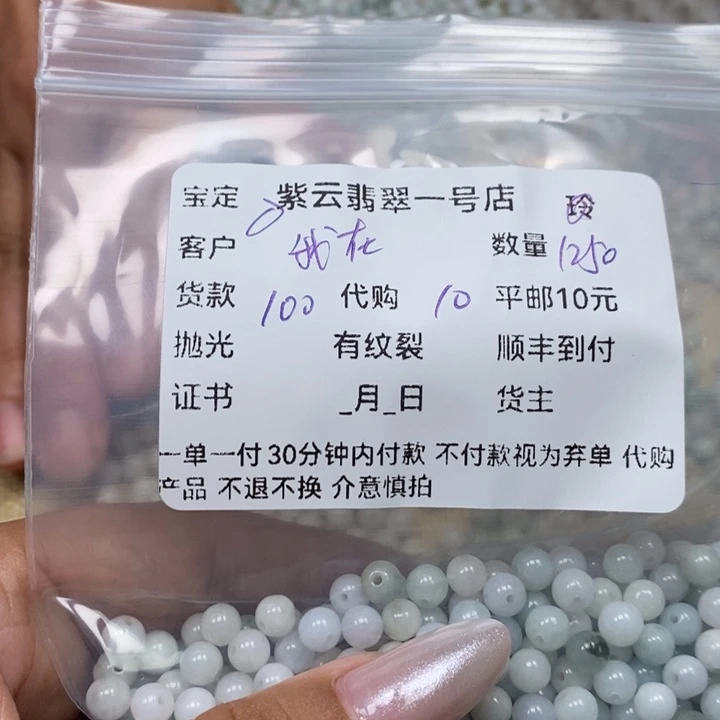 宝定 紫云翡翠一号店 玲
客户 我在 数量 1250
货款 100 代购 10 平邮10元
抛光 有纹裂 顺丰到付
证书 _月_日 货主
一单一付 30分钟内付款 不付款视为弃单 代购
产品 不退不换 介意慎拍